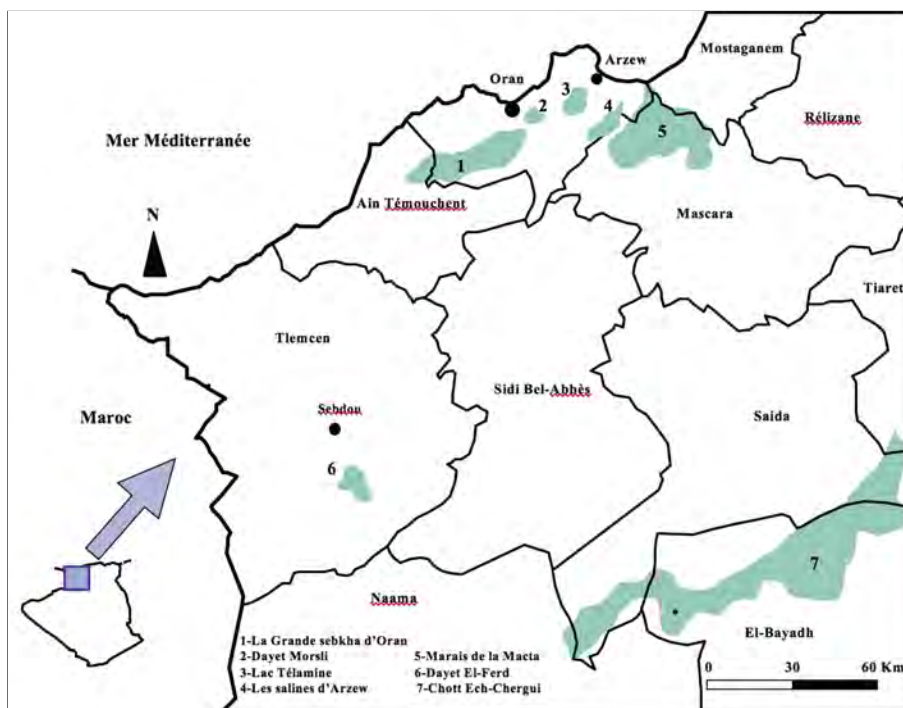 Mostaganem
Arzew
Oran
3
2
4
5
Rélizane
Mer Méditerranée
1
Ain Témouchent
N
Mascara
Tiaret
Tlemcen
Sidi Bel-Abbès
Maroc
Sebdou
Saida
6
7
Naama
El-Bayadh
1-La Grande sebkha d'Oran
2-Dayet Morsli
3-Lac Télamine
4-Les salines d'Arzew
5-Marais de la Macta
6-Dayet El-Ferd
7-Chott Ech-Chergui
0 30 60 Km